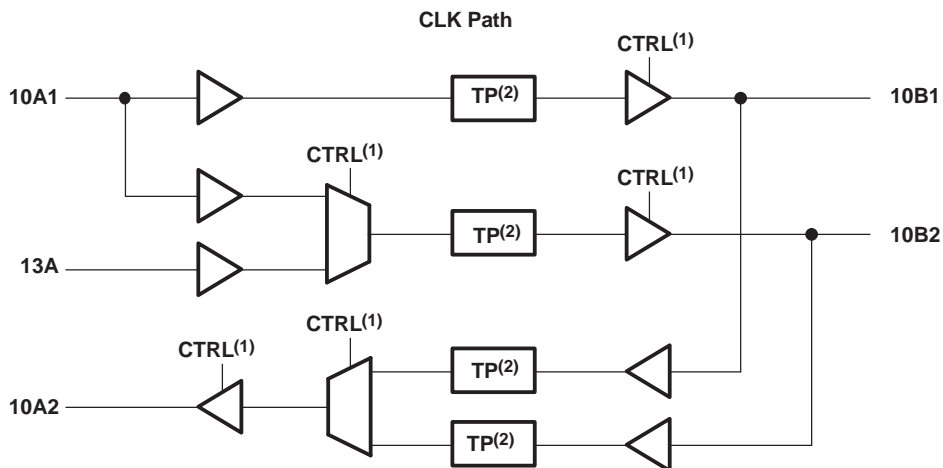 CLK Path
CTRL(1)
10A1
TP(2)
10B1
CTRL(1)
CTRL(1)
TP(2)
10B2
13A
CTRL(1)
CTRL(1)
TP(2)
10A2
TP(2)